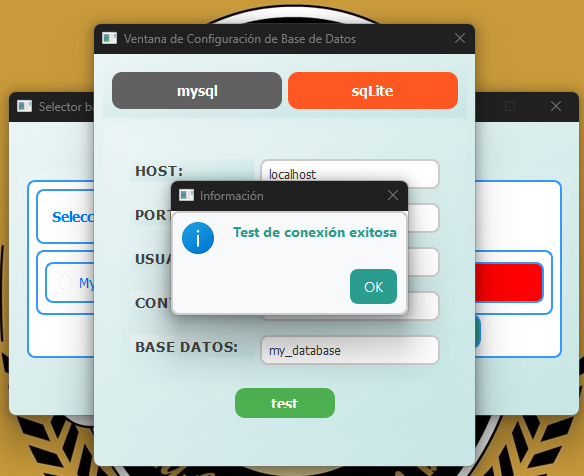 Ventana de Configuración de Base de Datos
Selector ba
mysql
sqLite
HOST:
localhost
Información
Selecc
PORT
Test de conexión exitosa
USUA
My
OK
CONT
BASE DATOS:
my_database
test